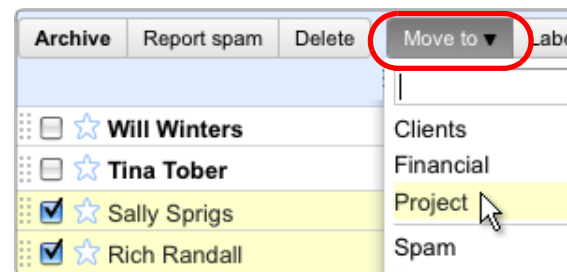 Archive Report spam Delete Move to ▼
Will Winters
Tina Tober
Sally Sprigs
Rich Randall
Clients
Financial
Project
Spam